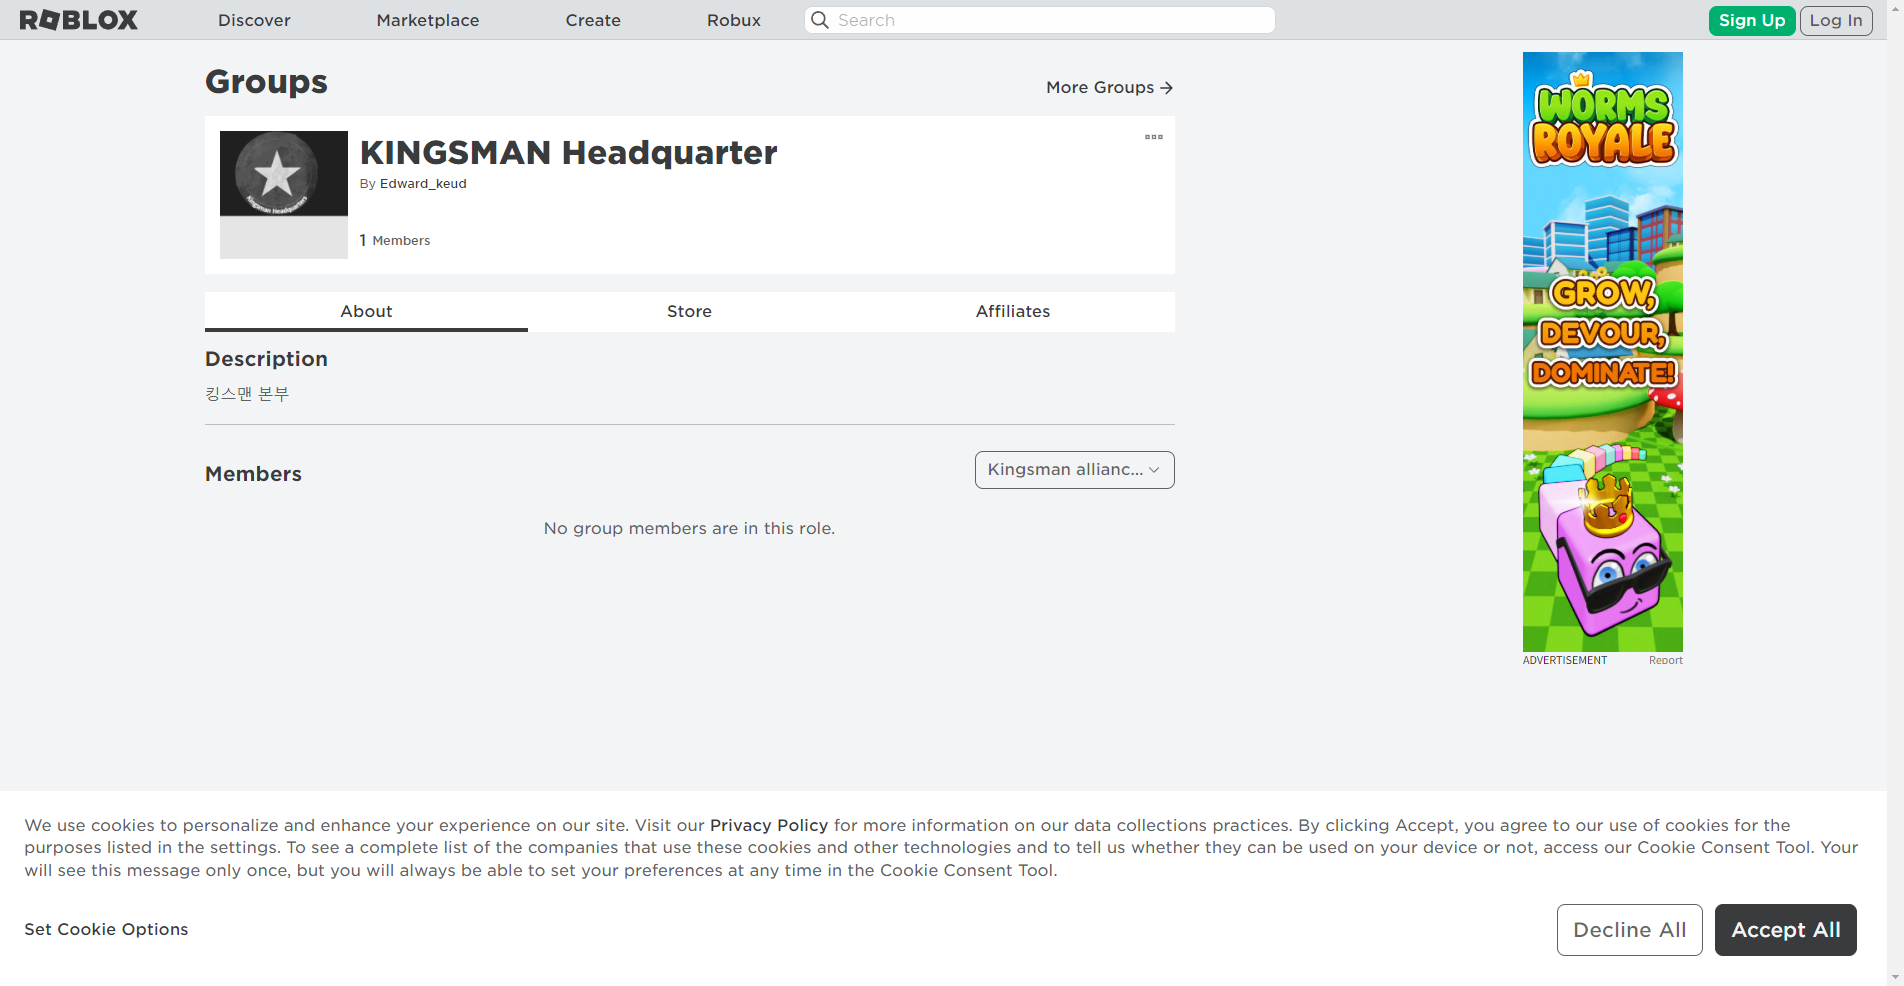 ROBLOX
Discover
Marketplace
Create
Robux
Search
Sign Up
Log In
Groups
More Groups
KINGSMAN Headquarter
By Edward_keud
1 Members
Kingsman Headquarters
About
Store
Affiliates
Description
킹스맨 본부
Members
Kingsman allianc...
No group members are in this role.
WORMS
ROYALE
GROW,
DEVOUR,
DOMINATE!
ADVERTISEMENT
Report
We use cookies to personalize and enhance your experience on our site. Visit our Privacy Policy for more information on our data collections practices. By clicking Accept, you agree to our use of cookies for the
purposes listed in the settings. To see a complete list of the companies that use these cookies and other technologies and to tell us whether they can be used on your device or not, access our Cookie Consent Tool. Your
will see this message only once, but you will always be able to set your preferences at any time in the Cookie Consent Tool.
Set Cookie Options
Decline All
Accept All